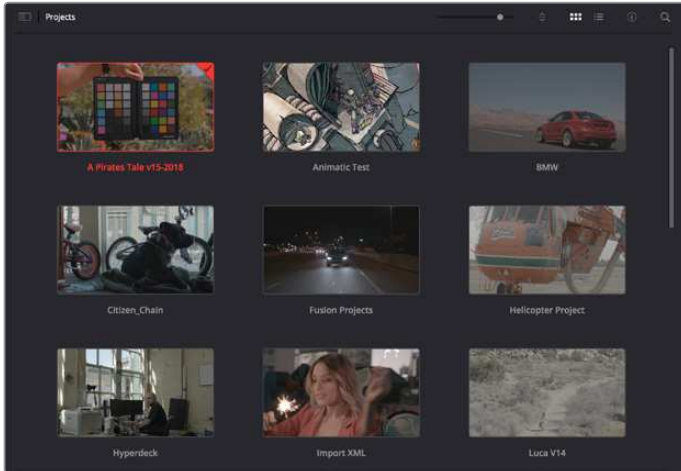 Projects
A Pirates Tale v15-2018
Animatic Test
BMW
Citizen_Chain
Fusion Projects
Helicopter Project
Hyperdeck
Import XML
Luca V14